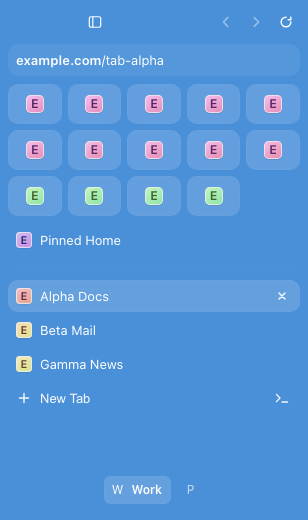 example.com/tab-alpha
E E E E E
E E E E E
E E E E
E Pinned Home
E Alpha Docs
E Beta Mail
E Gamma News
New Tab
W Work P